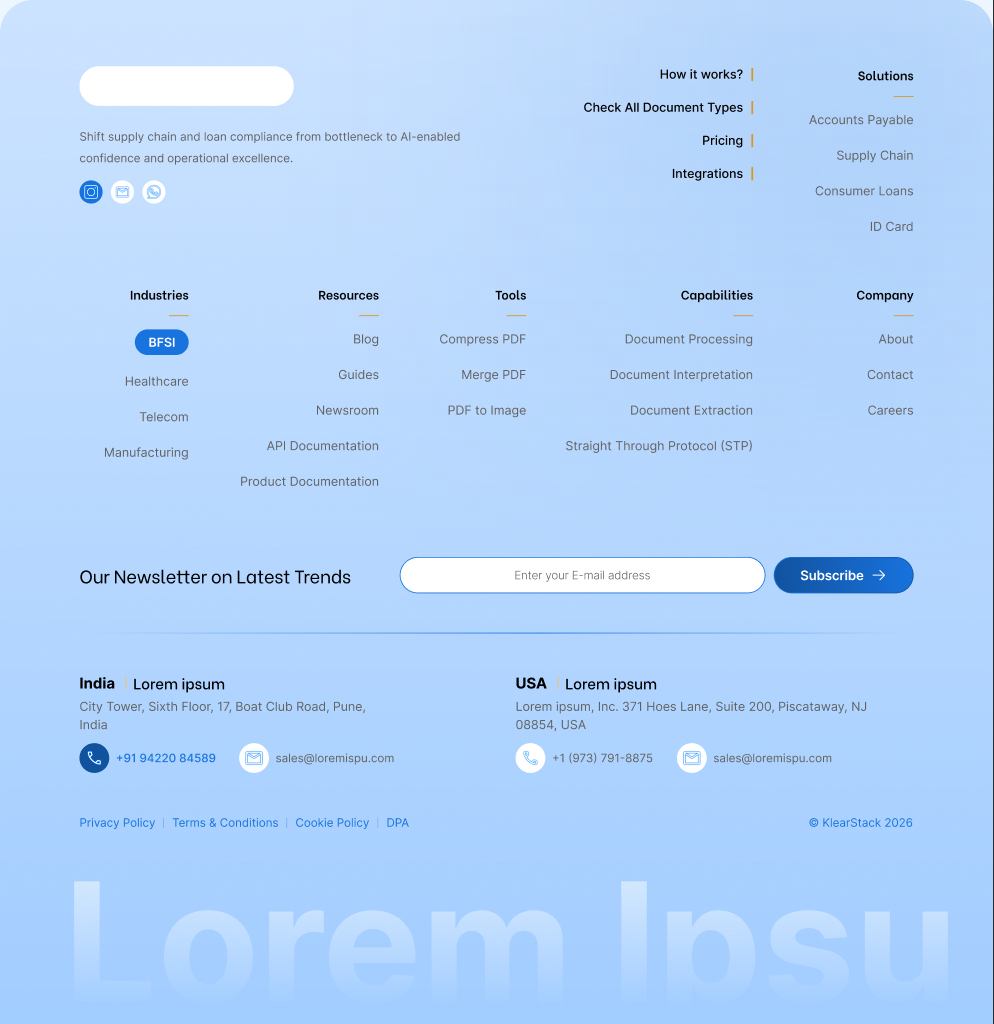 Shift supply chain and loan compliance from bottleneck to AI-enabled
confidence and operational excellence.
How it works?
Check All Document Types
Pricing
Integrations
Solutions
Accounts Payable
Supply Chain
Consumer Loans
ID Card
Industries
BFSI
Healthcare
Telecom
Manufacturing
Resources
Blog
Guides
Newsroom
API Documentation
Product Documentation
Tools
Compress PDF
Merge PDF
PDF to Image
Capabilities
Document Processing
Document Interpretation
Document Extraction
Straight Through Protocol (STP)
Company
About
Contact
Careers
Our Newsletter on Latest Trends
Enter your E-mail address
Subscribe
India | Lorem ipsum
City Tower, Sixth Floor, 17, Boat Club Road, Pune,
India
+91 94220 84589
sales@loremispu.com
USA | Lorem ipsum
Lorem ipsum, Inc. 371 Hoes Lane, Suite 200, Piscataway, NJ
08854, USA
+1 (973) 791-8875
sales@loremispu.com
Privacy Policy | Terms & Conditions | Cookie Policy | DPA
© KlearStack 2026
Lorem Ipsu